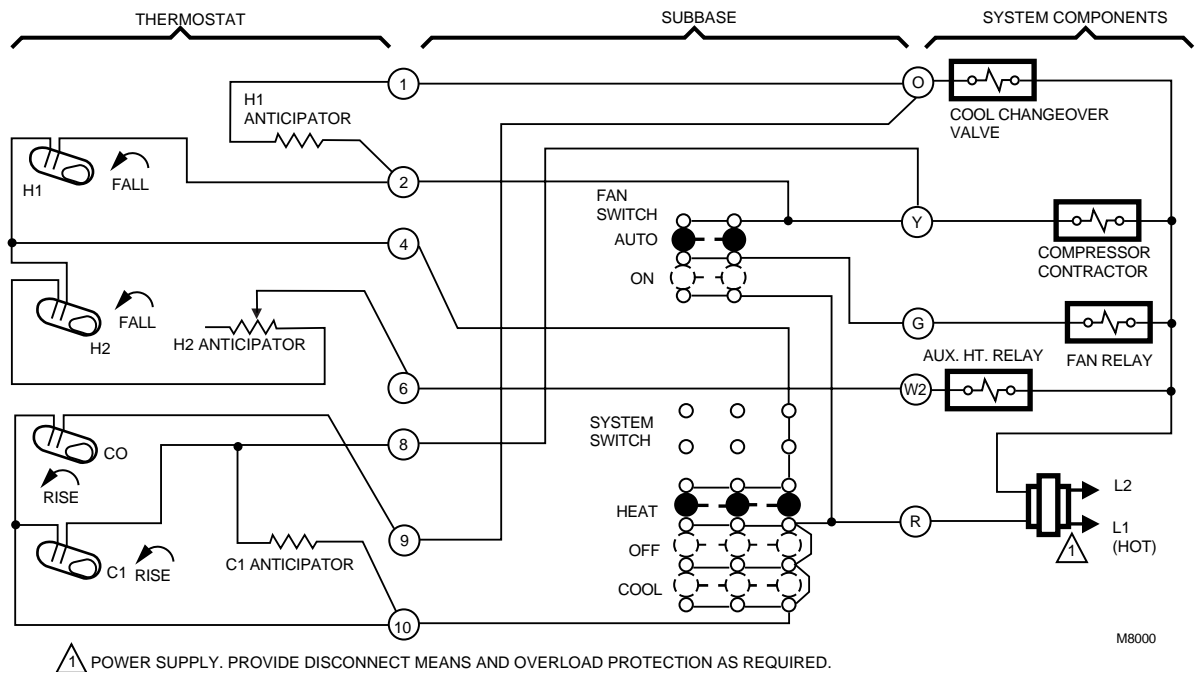 THERMOSTAT
SUBBASE
SYSTEM COMPONENTS
1
O
H1
ANTICIPATOR
COOL CHANGEOVER
VALVE
H1
FALL
2
FAN
SWITCH
Y
AUTO
4
COMPRESSOR
CONTRACTOR
ON
FALL
H2
H2 ANTICIPATOR
G
FAN RELAY
AUX. HT. RELAY
6
W2
SYSTEM
SWITCH
CO
8
RISE
L2
HEAT
R
L1
(HOT)
1
9
OFF
C1
RISE
C1 ANTICIPATOR
COOL
10
M8000
1 POWER SUPPLY. PROVIDE DISCONNECT MEANS AND OVERLOAD PROTECTION AS REQUIRED.